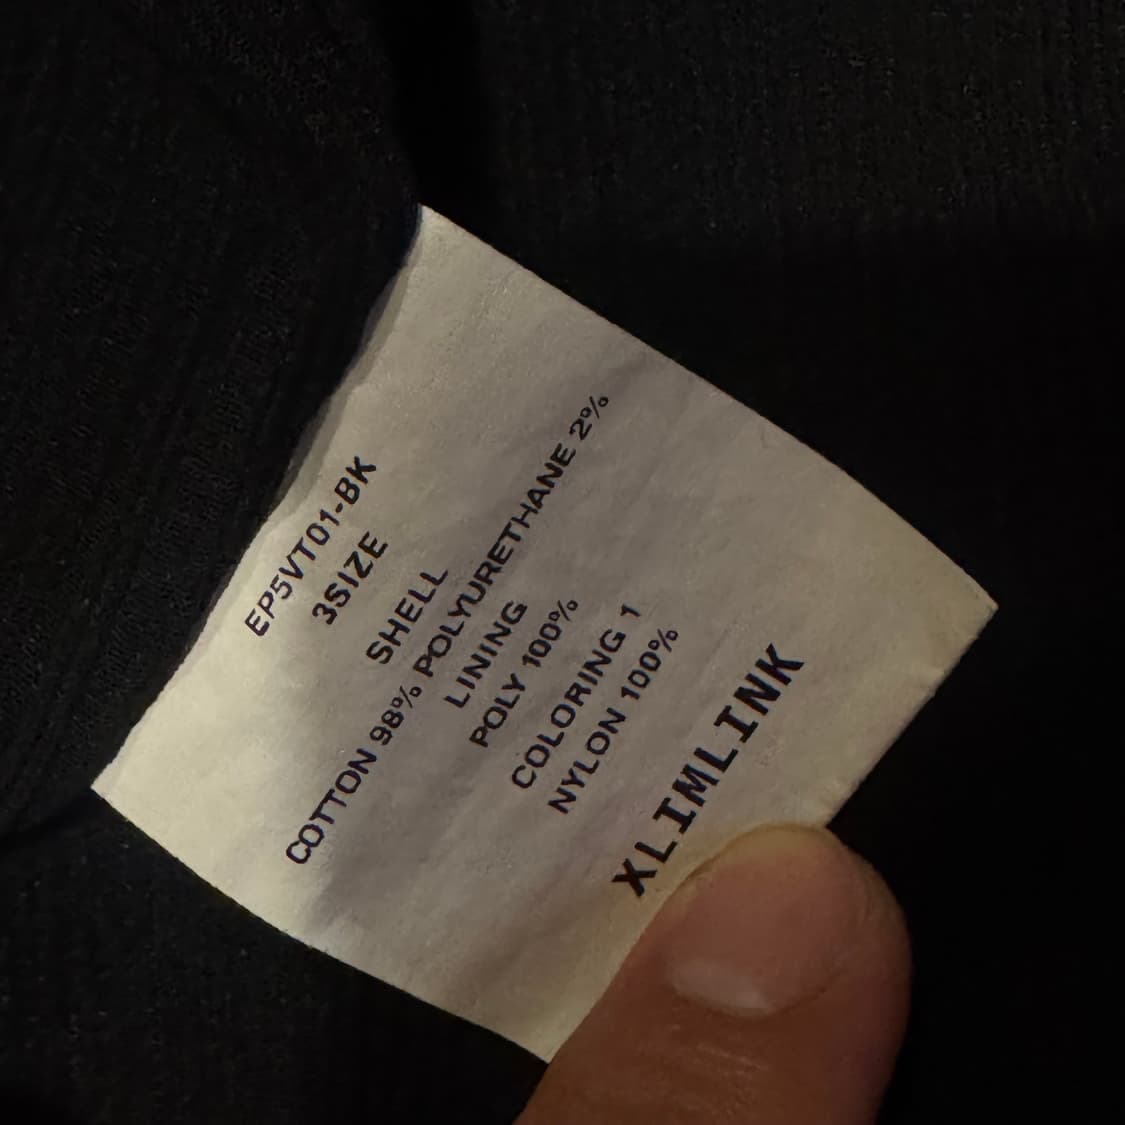 EP5VT01-BK
3SIZE
SHELL
COTTON 98% POLYURETHANE 2%
LINING
POLY 100%
COLORING 1
NYLON 100%
XLIMLINK